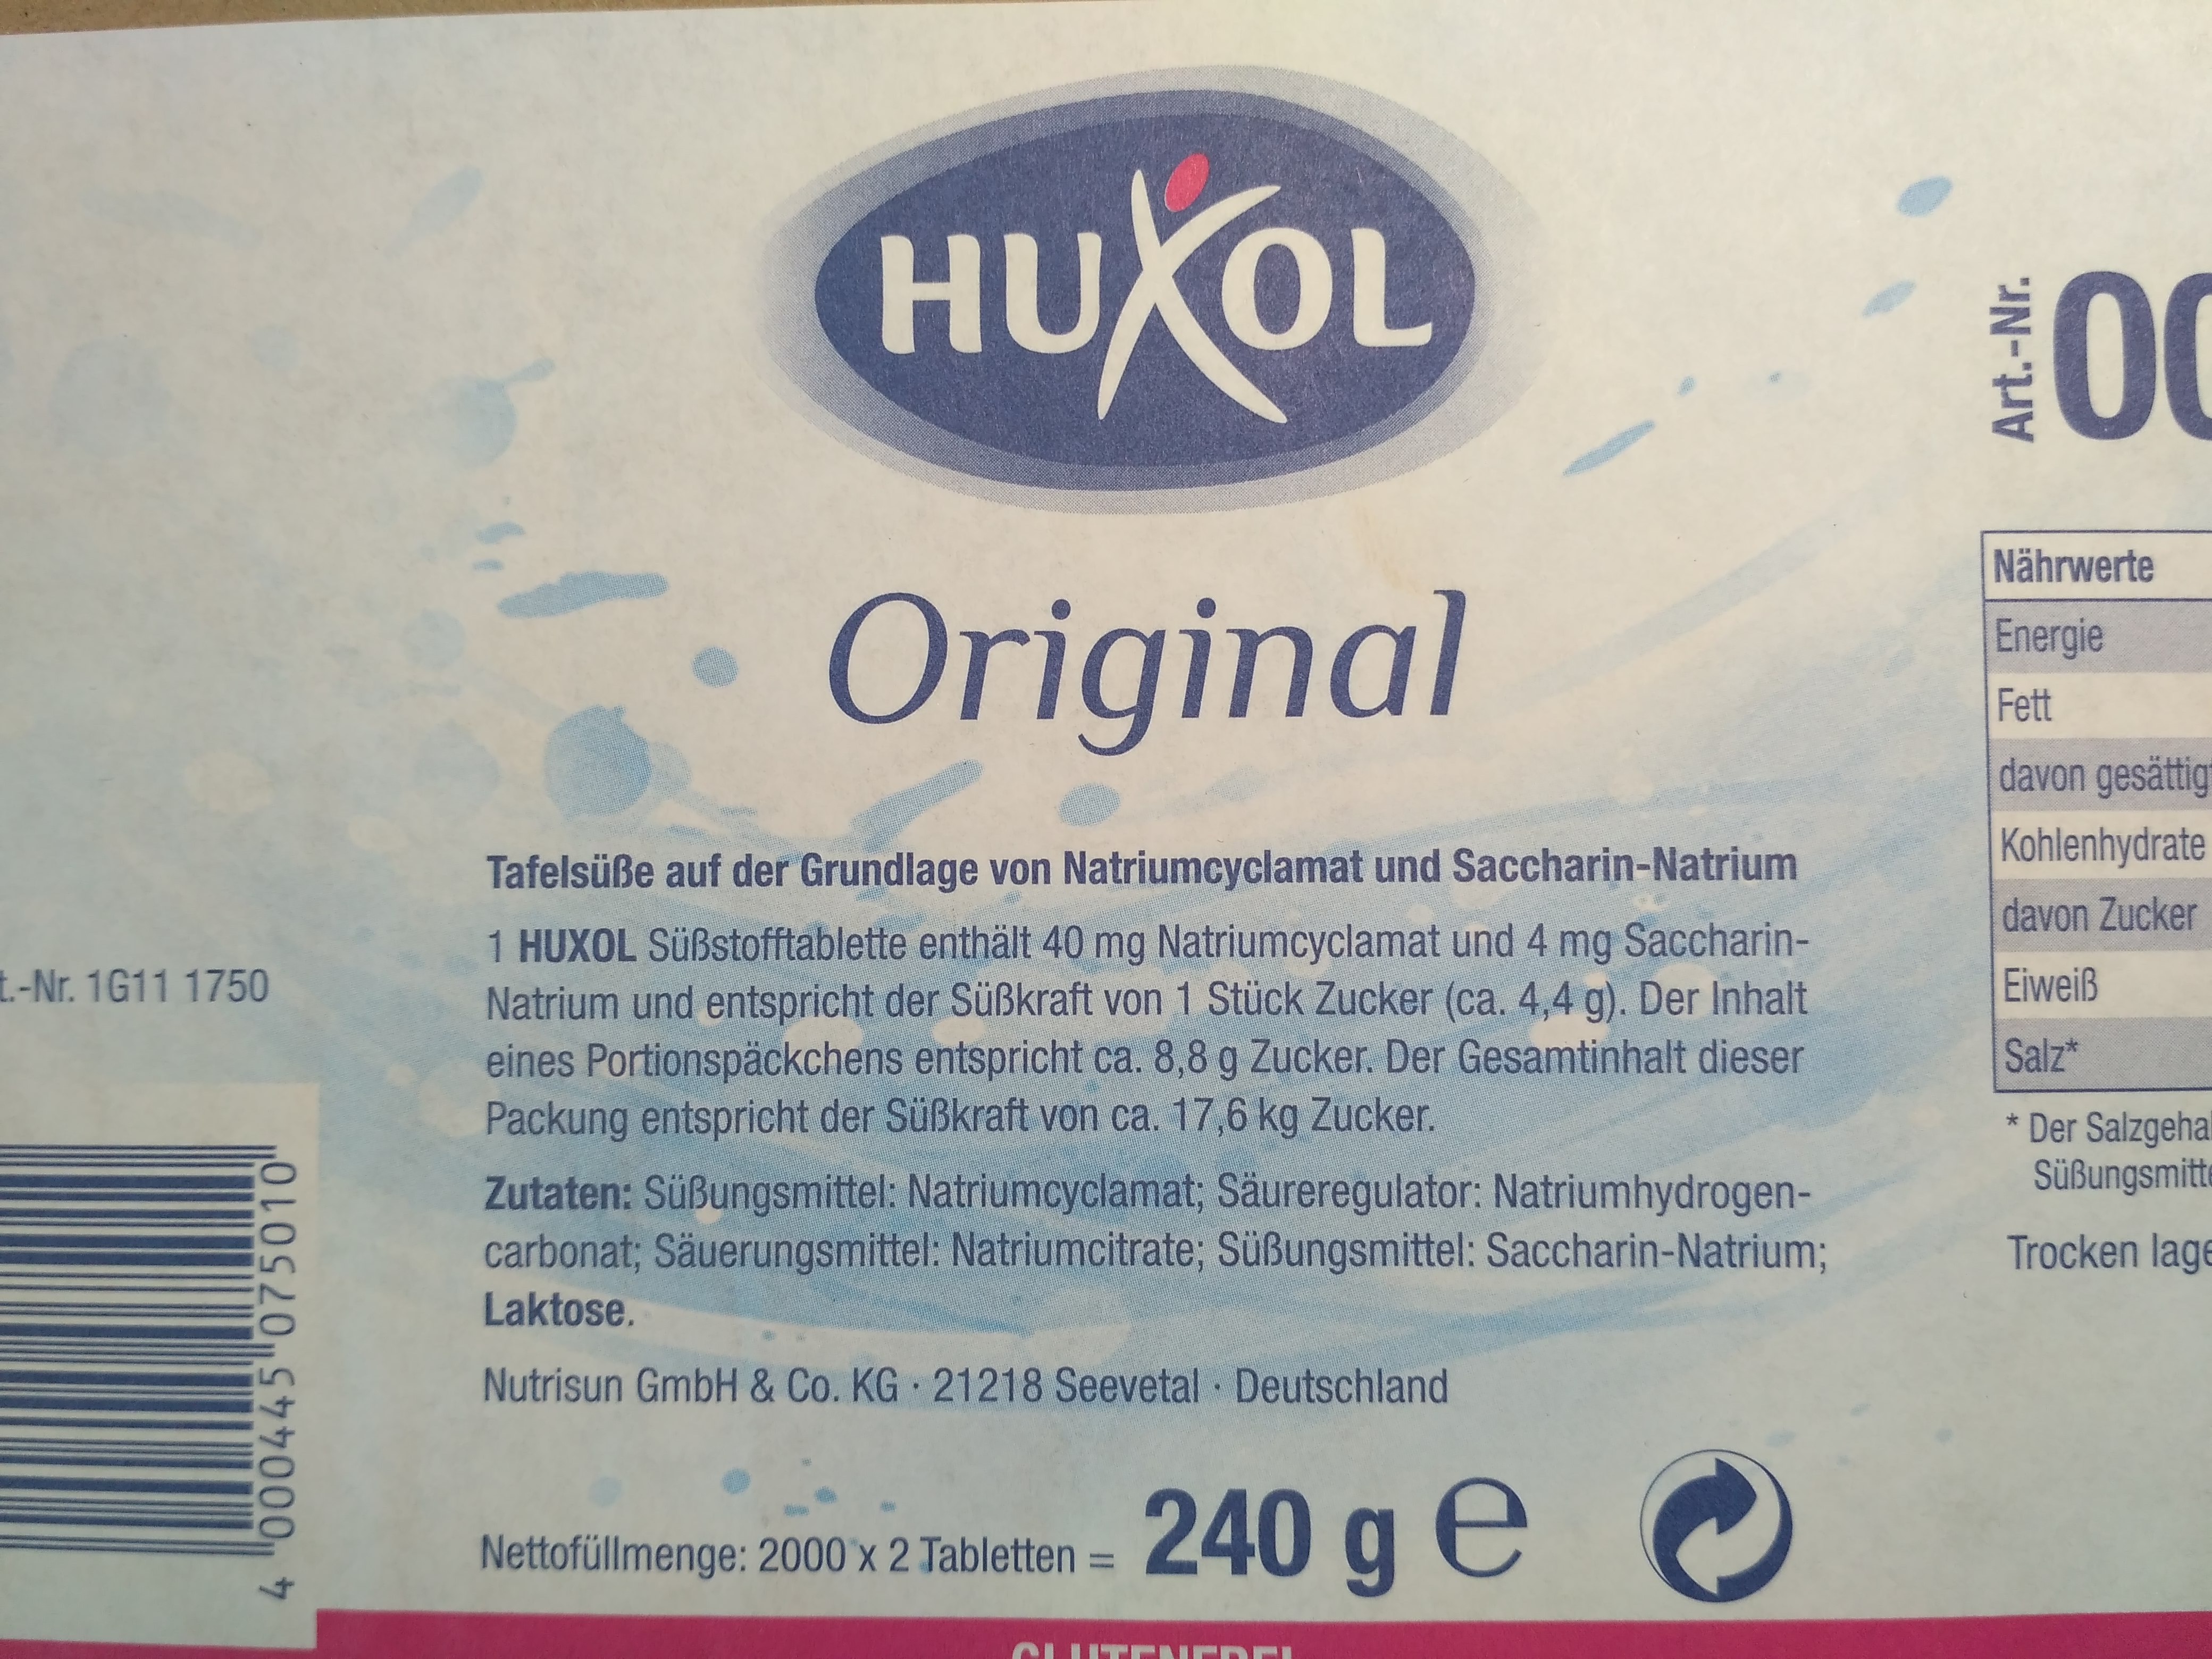 HUXOL
Original
Tafelsüße auf der Grundlage von Natriumcyclamat und Saccharin-Natrium
1 HUXOL Süßstofftablette enthält 40 mg Natriumcyclamat und 4 mg Saccharin-
Natrium und entspricht der Süßkraft von 1 Stück Zucker (ca. 4,4 g). Der Inhalt
eines Portionspäckchens entspricht ca. 8,8 g Zucker. Der Gesamtinhalt dieser
Packung entspricht der Süßkraft von ca. 17,6 kg Zucker.
Zutaten: Süßungsmittel: Natriumcyclamat; Säureregulator: Natriumhydrogen-
carbonat; Säuerungsmittel: Natriumcitrate; Süßungsmittel: Saccharin-Natrium;
Laktose.
Nutrisun GmbH & Co. KG · 21218 Seevetal · Deutschland
Nettofüllmenge: 2000 x 2 Tabletten = 240 g e
GLUTENFREI
t.-Nr. 1G11 1750
4 000445 075010
Art.-Nr. 00
Nährwerte
Energie
Fett
davon gesättigt
Kohlenhydrate
davon Zucker
Eiweiß
Salz*
* Der Salzgehal
Süßungsmitte
Trocken lage